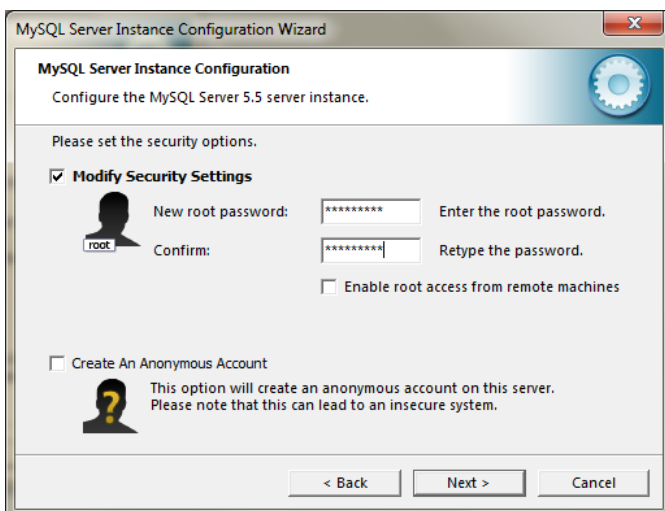 MySQL Server Instance Configuration Wizard
MySQL Server Instance Configuration
Configure the MySQL Server 5.5 server instance.
Please set the security options.
Modify Security Settings
New root password: ********* Enter the root password.
root
Confirm: ********* Retype the password.
Enable root access from remote machines
Create An Anonymous Account
This option will create an anonymous account on this server.
Please note that this can lead to an insecure system.
< Back Next > Cancel